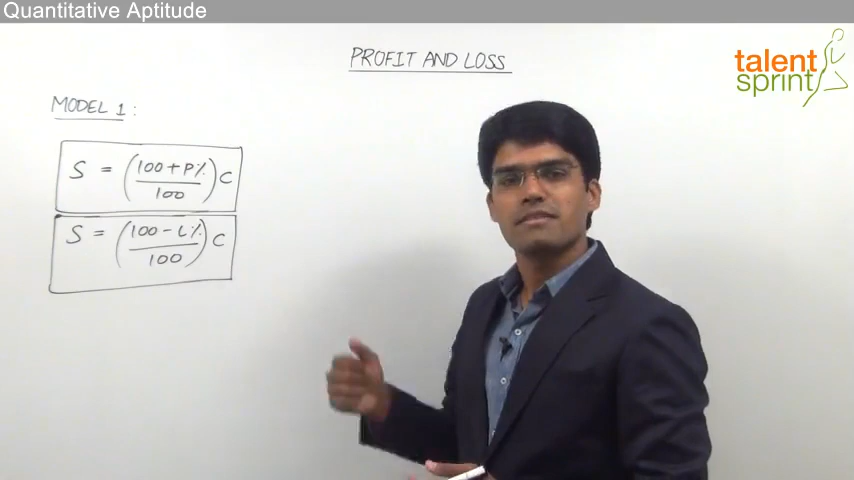 Quantitative Aptitude
PROFIT AND LOSS
talent
sprint
MODEL 1:
S = (100 + P% / 100) C
S = (100 - L% / 100) C